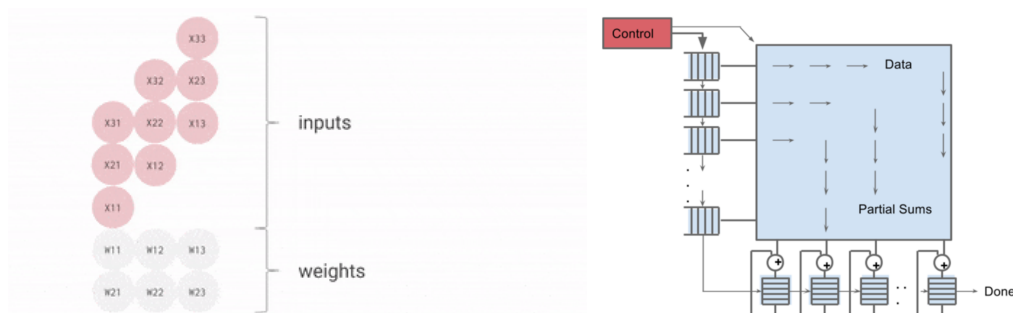 X33
X32 X23
X31 X22 X13
inputs
X21 X12
X11
W11 W12 W13
weights
W21 W22 W23
Control
Data
Partial Sums
+ + + +
Done